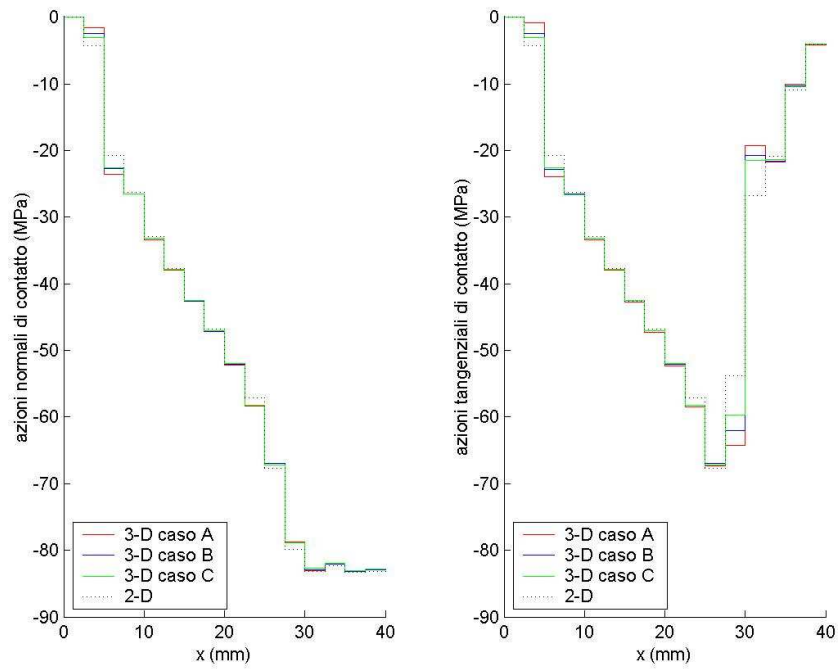 0
-10
-20
-30
-40
-50
-60
-70
-80
-90
azioni normali di contatto (MPa)
3-D caso A
3-D caso B
3-D caso C
2-D
0 10 20 30 40
x (mm)
0
-10
-20
-30
-40
-50
-60
-70
-80
-90
azioni tangenziali di contatto (MPa)
3-D caso A
3-D caso B
3-D caso C
2-D
0 10 20 30 40
x (mm)